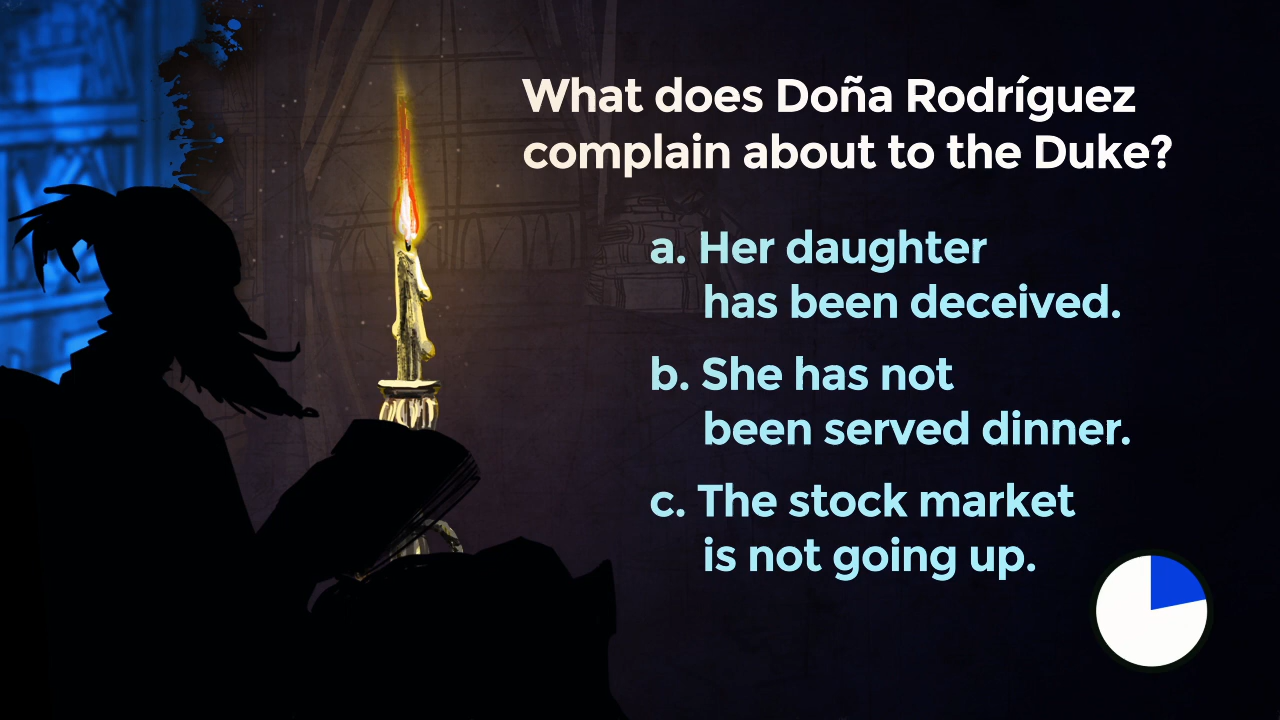 What does Doña Rodríguez
complain about to the Duke?
a. Her daughter
has been deceived.
b. She has not
been served dinner.
c. The stock market
is not going up.